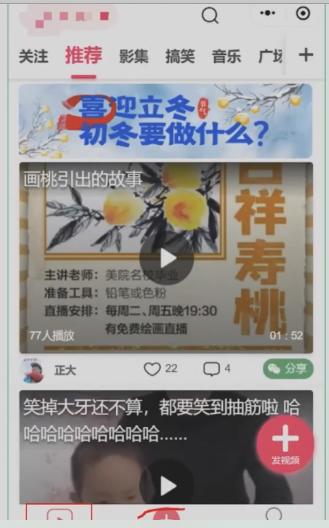 关注 推荐 影集 搞笑 音乐 广场
喜迎立冬
节气
初冬要做什么?
画桃引出的故事
吉祥寿桃
主讲老师：美院名校毕业
准备工具：铅笔或色粉
直播安排：每周二、周五晚19:30
有免费绘画直播
77人播放
01:52
正大
22
4
分享
笑掉大牙还不算，都要笑到抽筋啦 哈
哈哈哈哈哈哈哈哈......
发视频